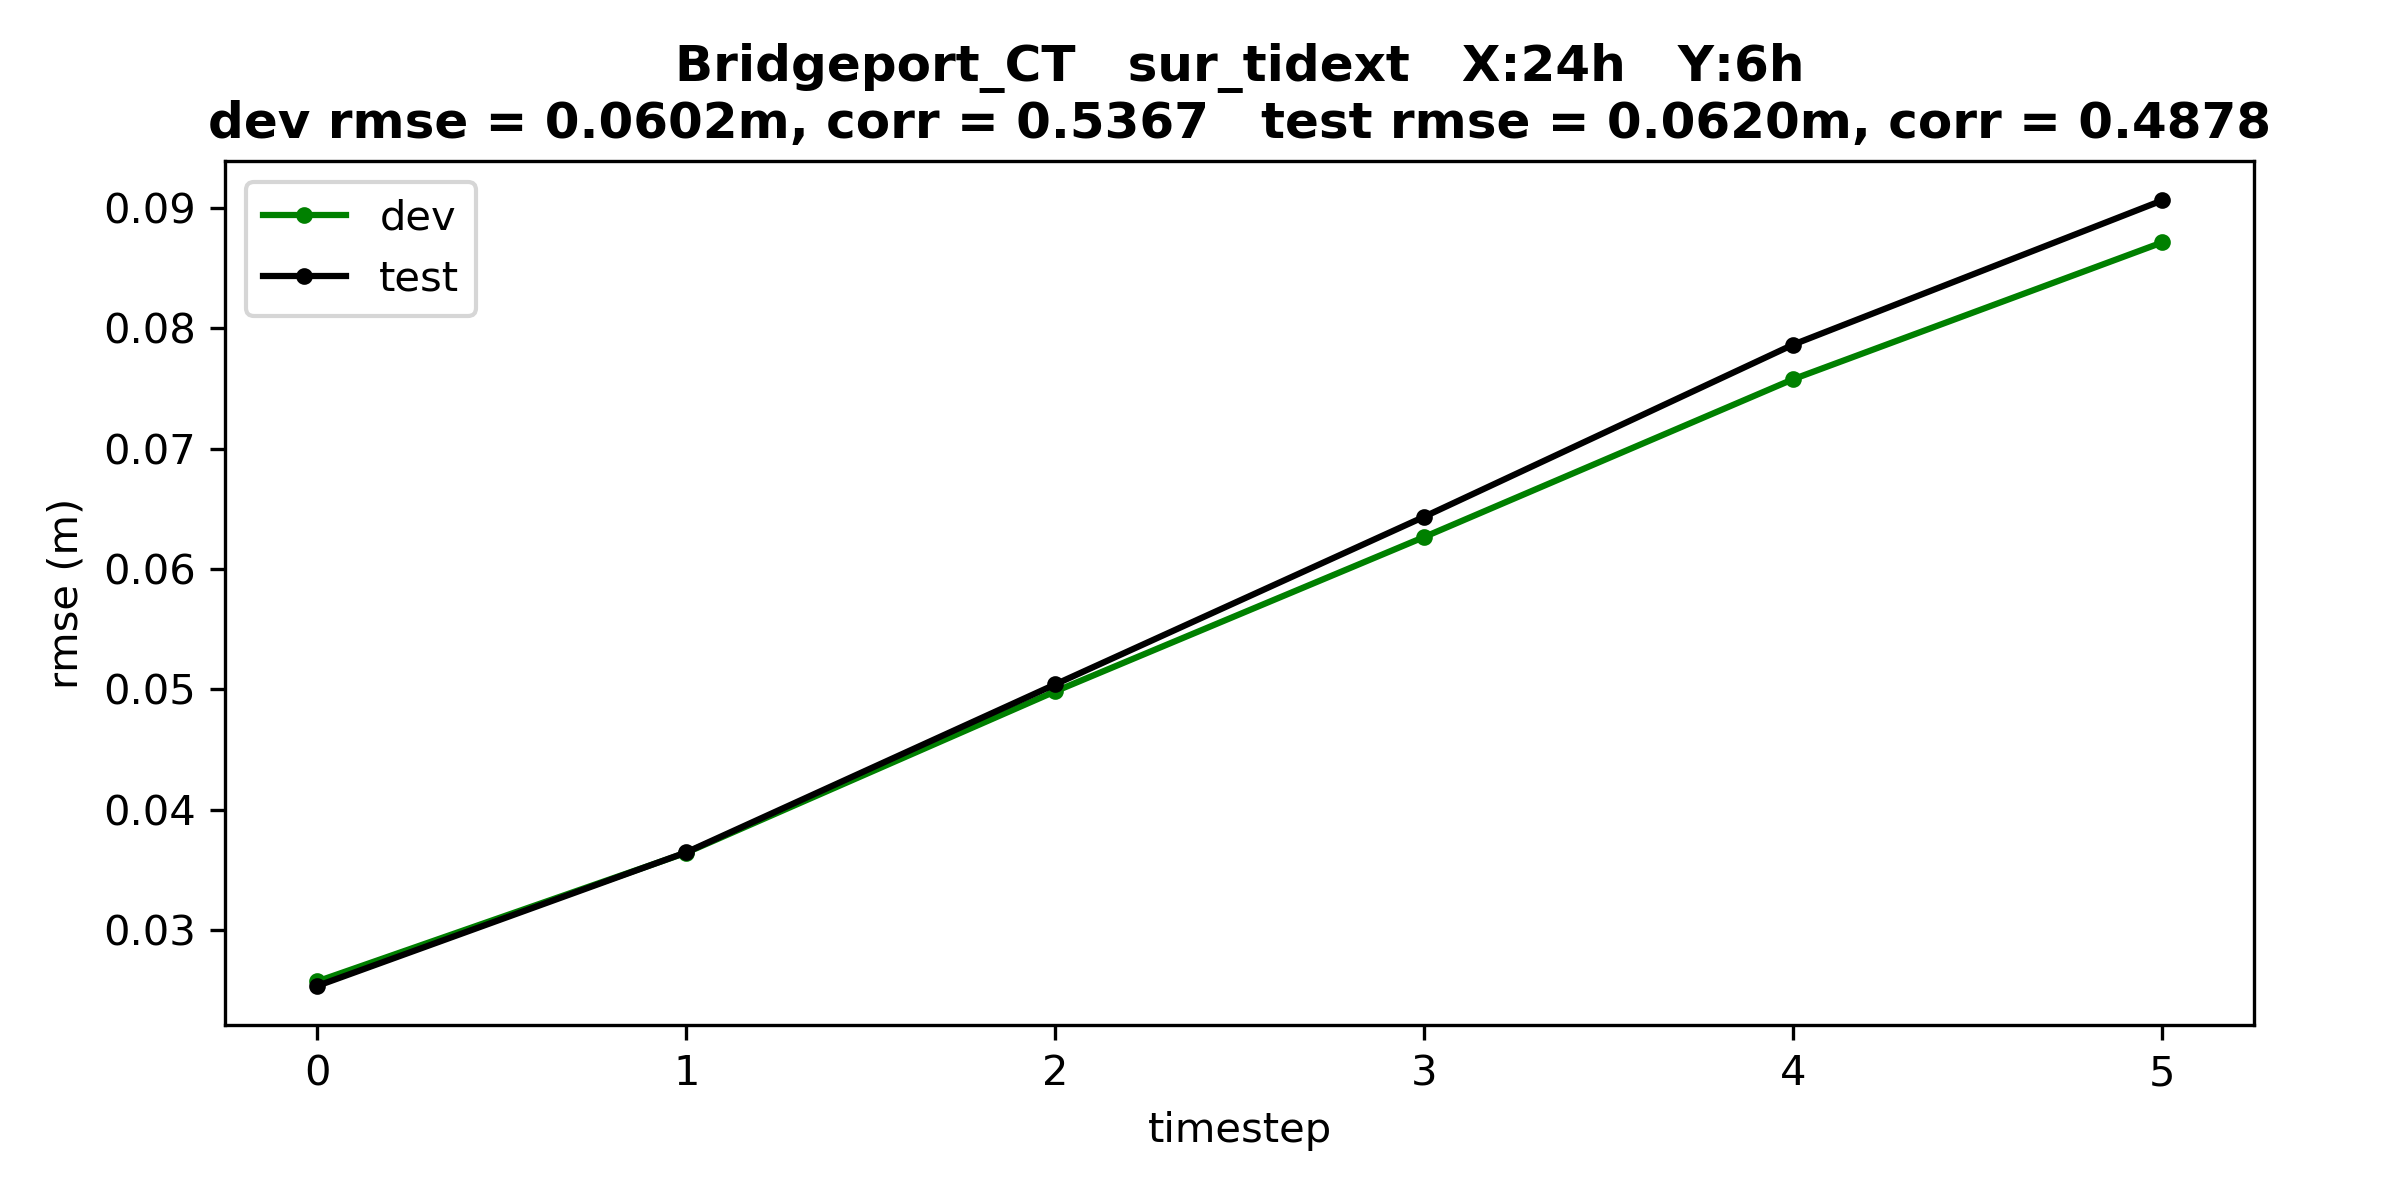 Bridgeport_CT   sur_tidext   X:24h   Y:6h
dev rmse = 0.0602m, corr = 0.5367   test rmse = 0.0620m, corr = 0.4878
dev
test
0.09
0.08
0.07
0.06
0.05
0.04
0.03
rmse (m)
0 1 2 3 4 5
timestep